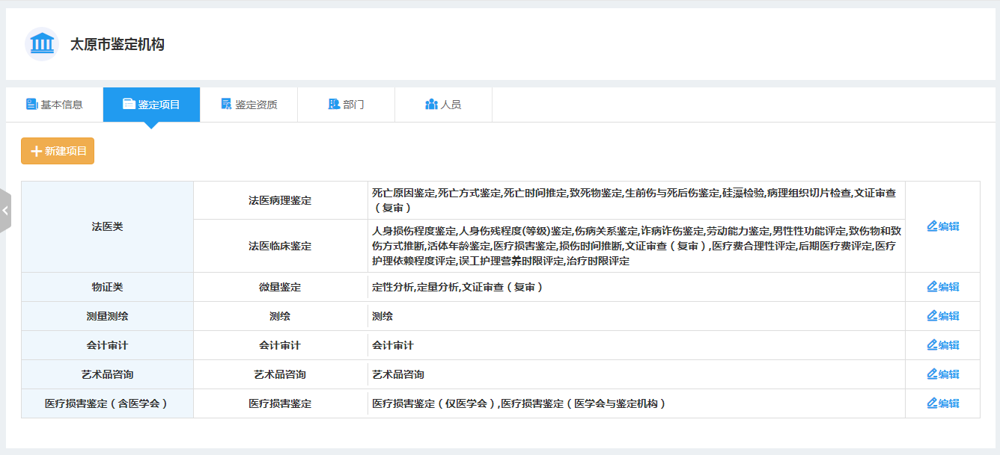 太原市鉴定机构
基本信息
鉴定项目
鉴定资质
部门
人员
新建项目
法医类
法医病理鉴定
死亡原因鉴定,死亡方式鉴定,死亡时间推定,致死物鉴定,生前伤与死后伤鉴定,硅藻检验,病理组织切片检查,文证审查
（复审）
法医临床鉴定
人身损伤程度鉴定,人身伤残程度(等级)鉴定,伤病关系鉴定,诈病诈伤鉴定,劳动能力鉴定,男性性功能评定,致伤物和致
伤方式推断,活体年龄鉴定,医疗损害鉴定,损伤时间推断,文证审查（复审）,医疗费合理性评定,后期医疗费评定,医疗
护理依赖程度评定,误工护理营养时限评定,治疗时限评定
编辑
物证类
微量鉴定
定性分析,定量分析,文证审查（复审）
编辑
测量测绘
测绘
测绘
编辑
会计审计
会计审计
会计审计
编辑
艺术品咨询
艺术品咨询
艺术品咨询
编辑
医疗损害鉴定（含医学会）
医疗损害鉴定
医疗损害鉴定（仅医学会）,医疗损害鉴定（医学会与鉴定机构）
编辑